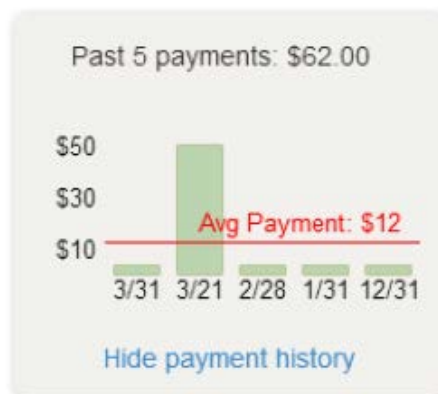 Past 5 payments: $62.00
$50
$30
Avg Payment: $12
$10
3/31 3/21 2/28 1/31 12/31
Hide payment history